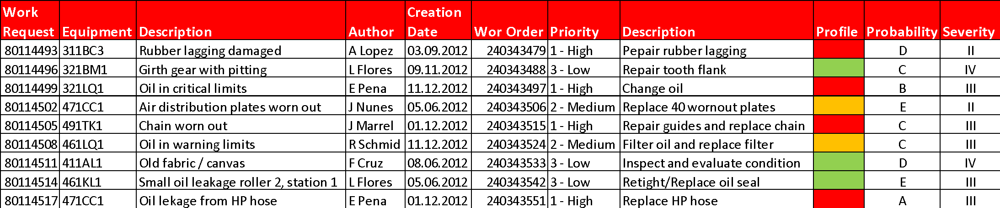 Work Request Equipment Description Author Creation Date Wor Order Priority Description Profile Probability Severity
80114493 311BC3 Rubber lagging damaged A Lopez 03.09.2012 240343479 1 - High Pepair rubber lagging D II
80114496 321BM1 Girth gear with pitting L Flores 09.11.2012 240343488 3 - Low Repair tooth flank C IV
80114499 321LQ1 Oil in critical limits E Pena 11.12.2012 240343497 1 - High Change oil B III
80114502 471CC1 Air distribution plates worn out J Nunes 05.06.2012 240343506 2 - Medium Replace 40 wornout plates E II
80114505 491TK1 Chain worn out J Marrel 01.12.2012 240343515 1 - High Repair guides and replace chain C III
80114508 461LQ1 Oil in warning limits R Schmid 11.12.2012 240343524 2 - Medium Filter oil and replace filter C III
80114511 411AL1 Old fabric / canvas F Cruz 08.06.2012 240343533 3 - Low Inspect and evaluate condition D IV
80114514 461KL1 Small oil leakage roller 2, station 1 L Flores 05.06.2012 240343542 3 - Low Retight/Replace oil seal E III
80114517 471CC1 Oil lekage from HP hose E Pena 01.12.2012 240343551 1 - High Replace HP hose A III